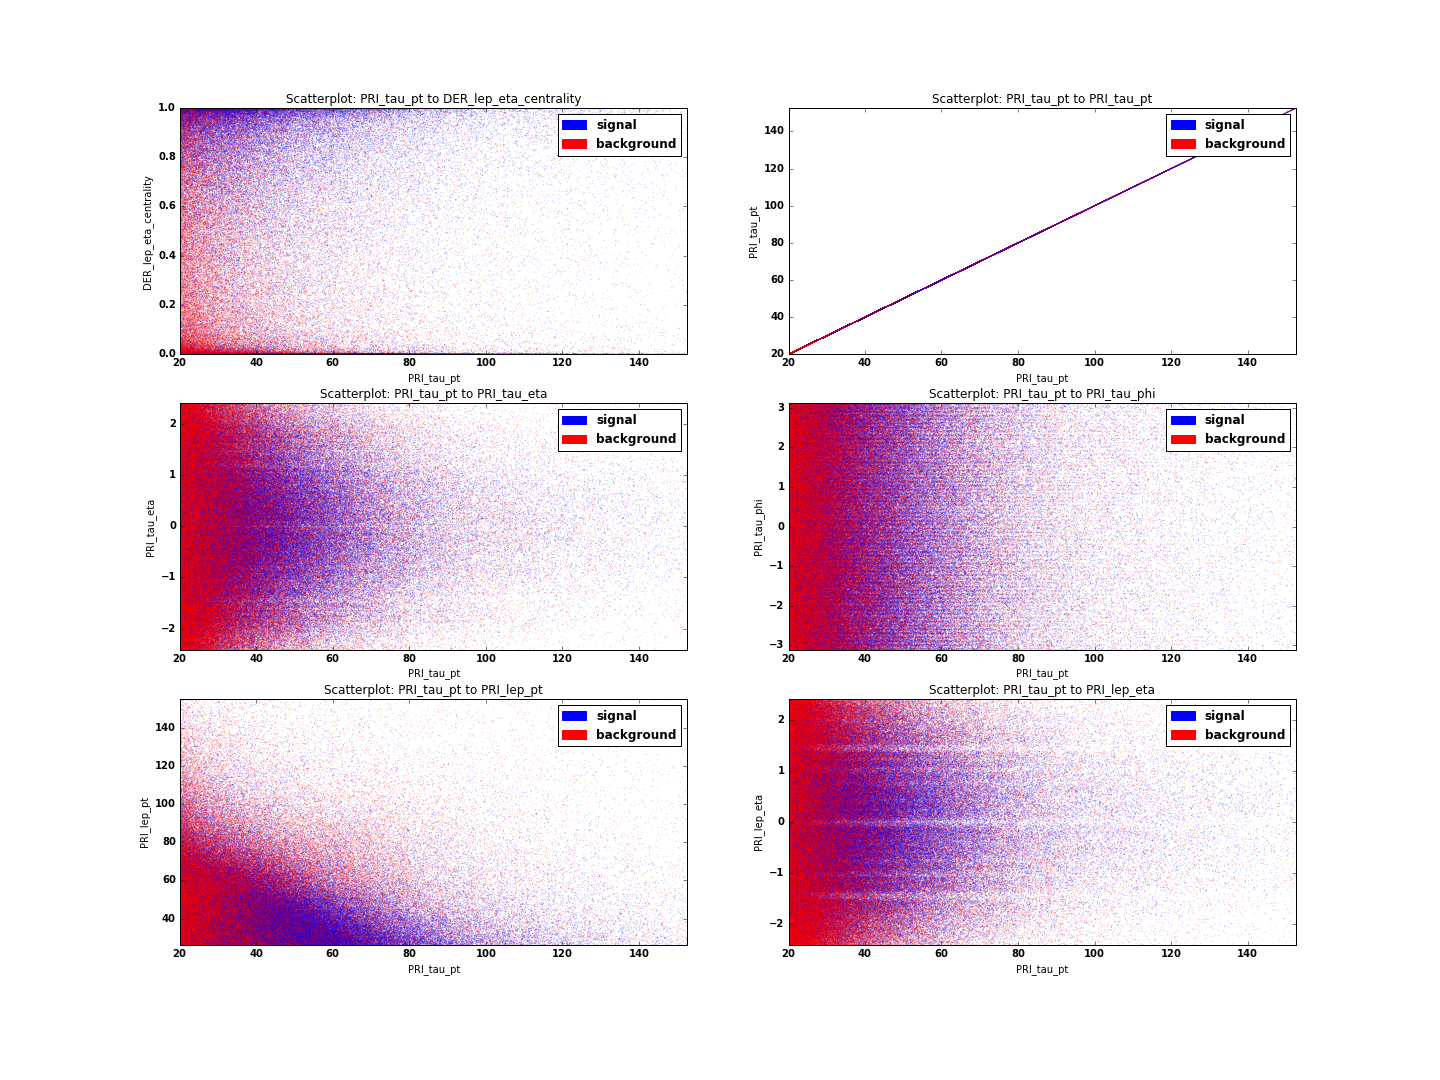 Scatterplot: PRI_tau_pt to DER_lep_eta_centrality
1.0
0.8
0.6
0.4
0.2
0.0
DER_lep_eta_centrality
signal
background
20 40 60 80 100 120 140
PRI_tau_pt
Scatterplot: PRI_tau_pt to PRI_tau_pt
140
120
100
80
60
40
20
PRI_tau_pt
signal
background
20 40 60 80 100 120 140
PRI_tau_pt
Scatterplot: PRI_tau_pt to PRI_tau_eta
2
1
0
−1
−2
PRI_tau_eta
signal
background
20 40 60 80 100 120 140
PRI_tau_pt
Scatterplot: PRI_tau_pt to PRI_tau_phi
3
2
1
0
−1
−2
−3
PRI_tau_phi
signal
background
20 40 60 80 100 120 140
PRI_tau_pt
Scatterplot: PRI_tau_pt to PRI_lep_pt
140
120
100
80
60
40
PRI_lep_pt
signal
background
20 40 60 80 100 120 140
PRI_tau_pt
Scatterplot: PRI_tau_pt to PRI_lep_eta
2
1
0
−1
−2
PRI_lep_eta
signal
background
20 40 60 80 100 120 140
PRI_tau_pt